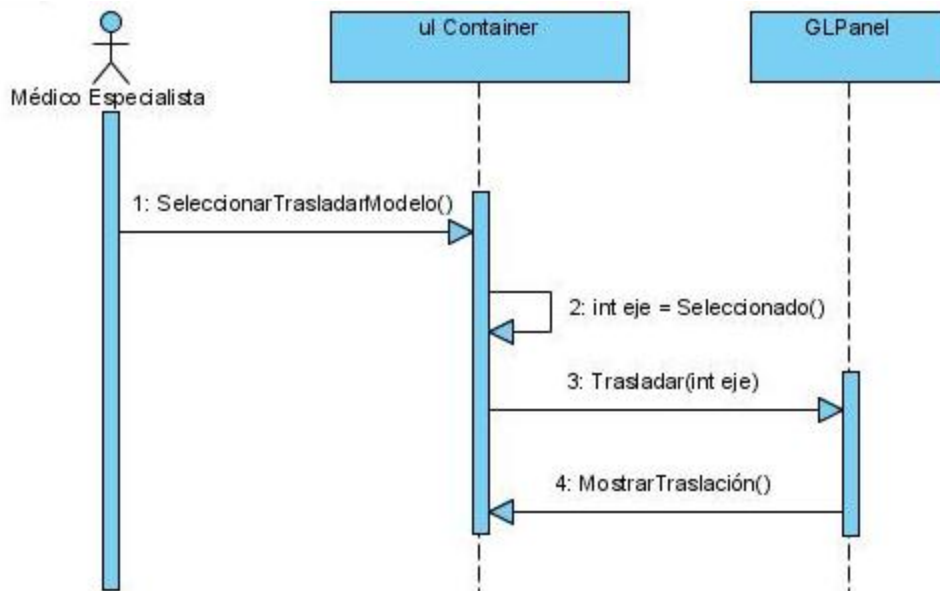 uI Container
GLPanel
Médico Especialista
1: SeleccionarTrasladarModelo()
2: int eje = Seleccionado()
3: Trasladar(int eje)
4: MostrarTraslación()